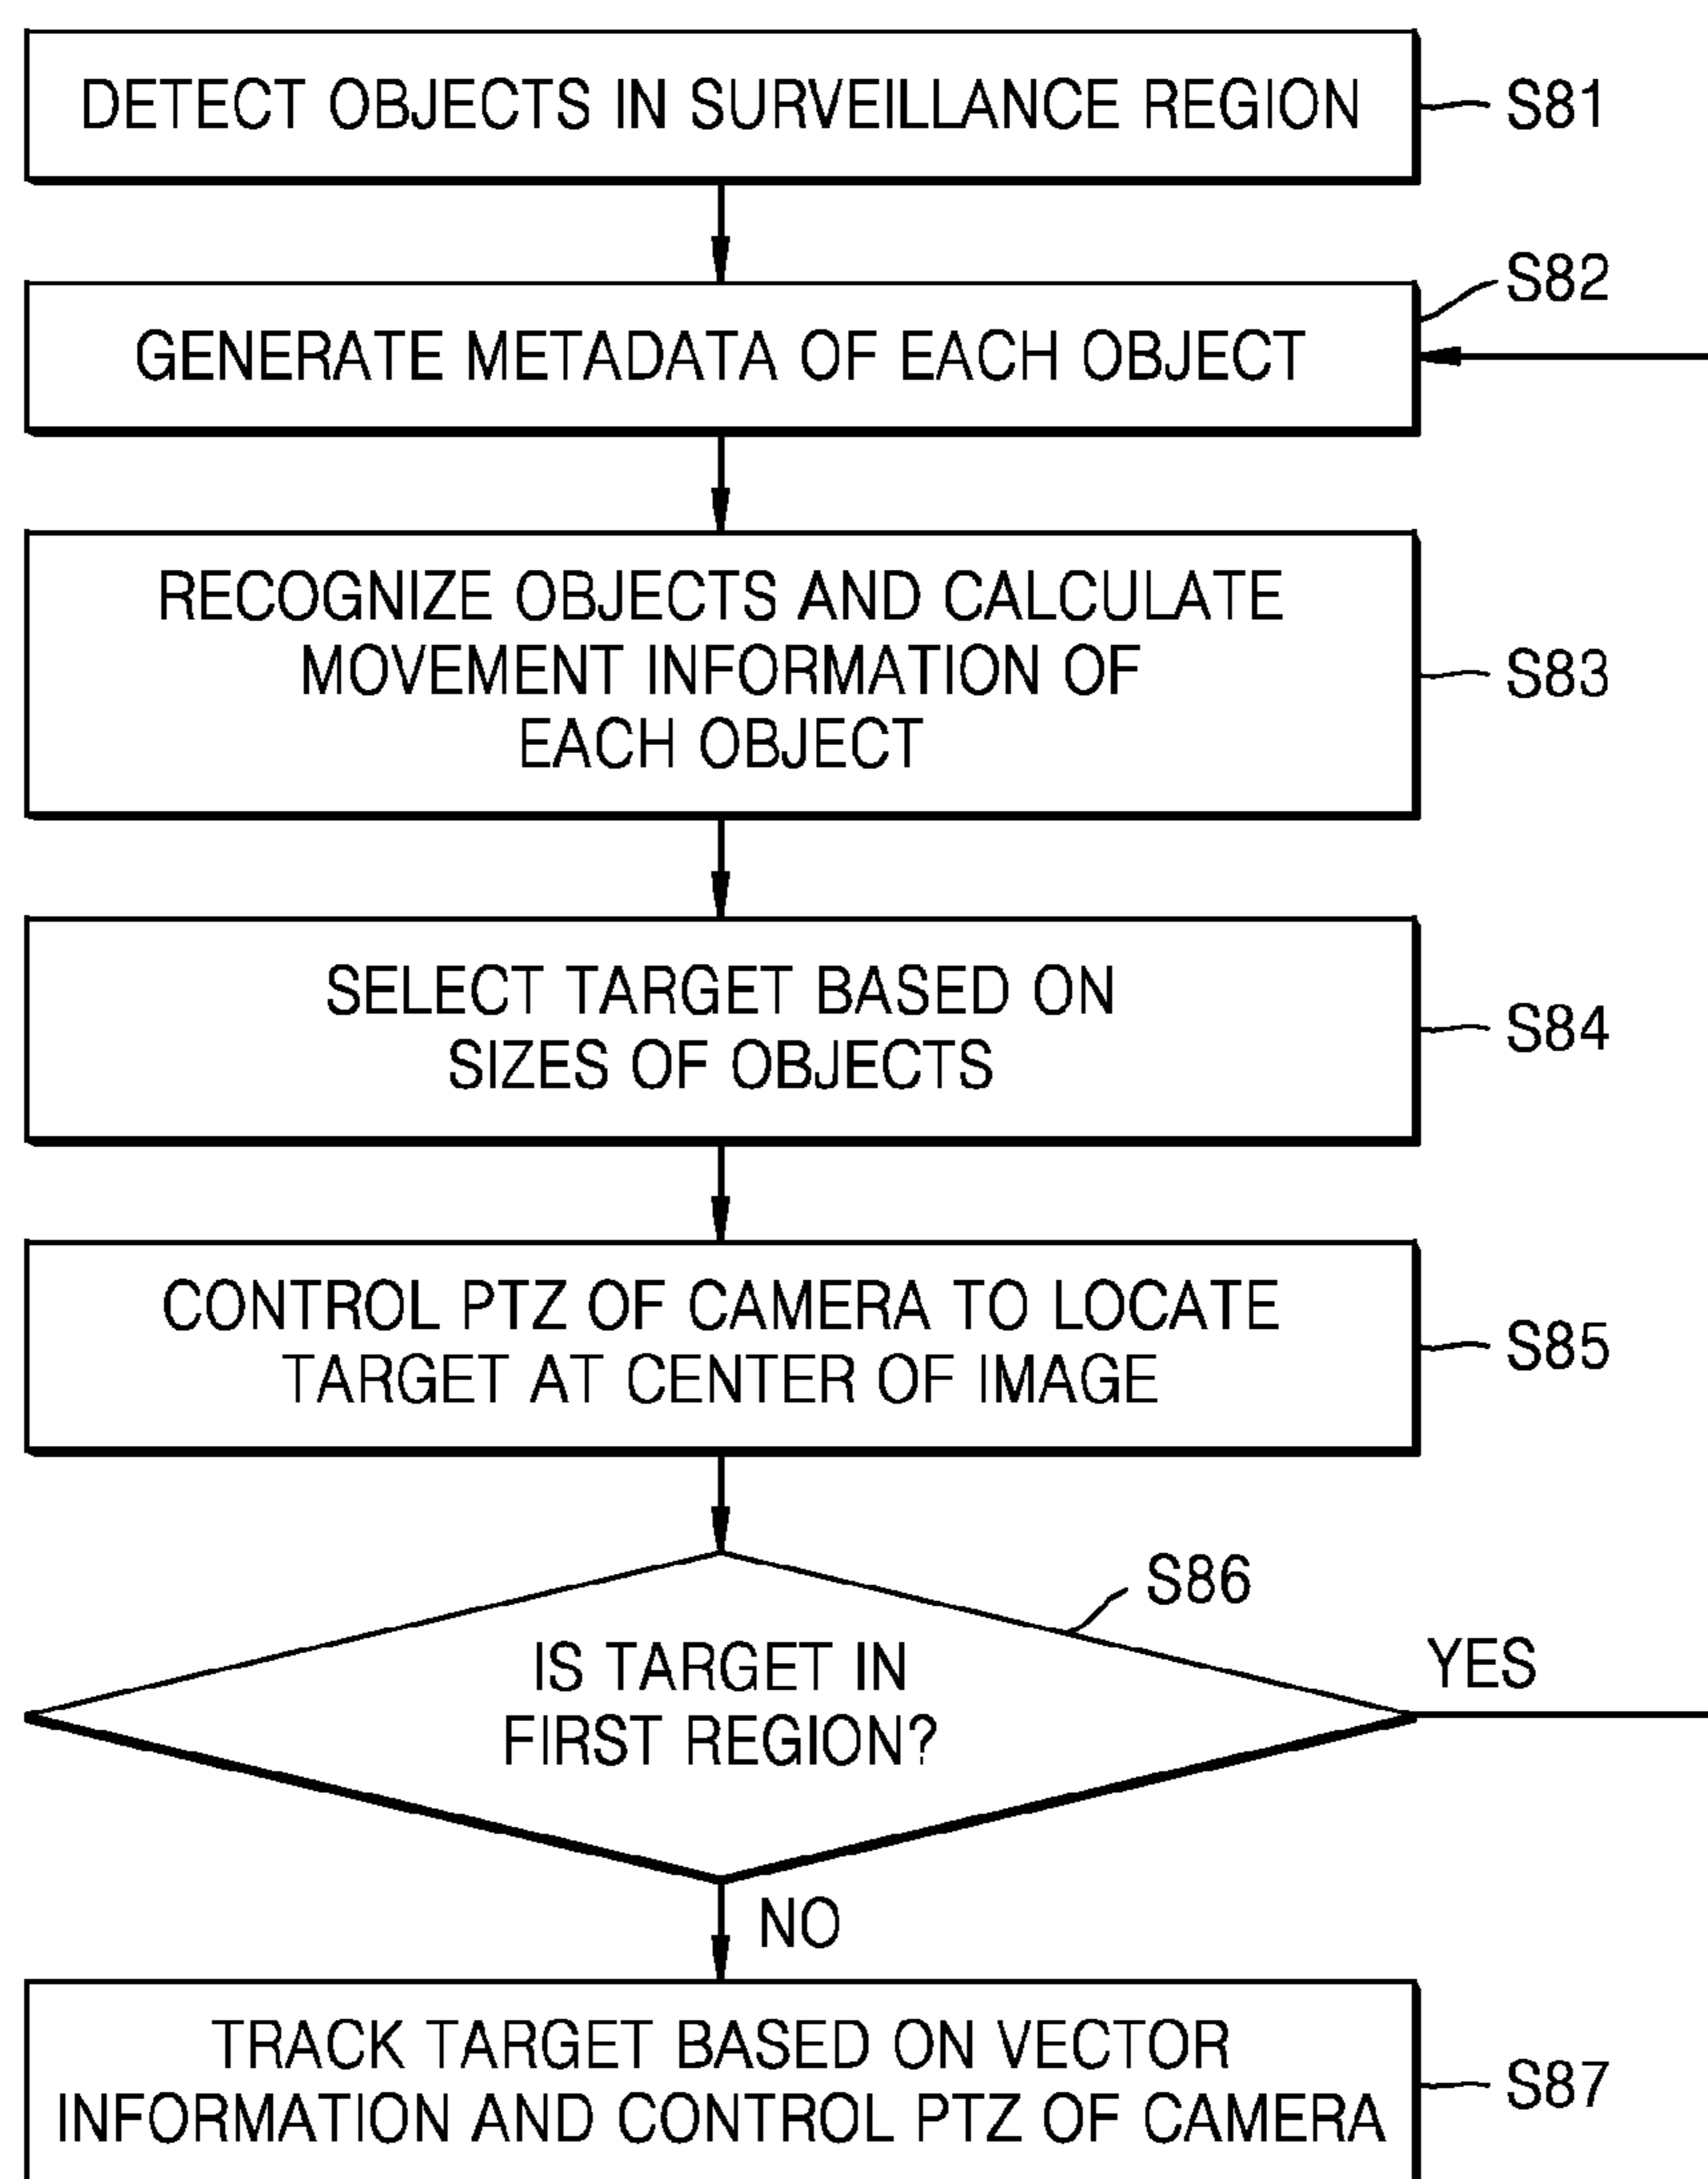 DETECT OBJECTS IN SURVEILLANCE REGION
S81
S82
GENERATE METADATA OF EACH OBJECT
RECOGNIZE OBJECTS AND CALCULATE
MOVEMENT INFORMATION OF
EACH OBJECT
S83
SELECT TARGET BASED ON
SIZES OF OBJECTS
S84
CONTROL PTZ OF CAMERA TO LOCATE
TARGET AT CENTER OF IMAGE
S85
S86
IS TARGET IN
FIRST REGION?
YES
NO
TRACK TARGET BASED ON VECTOR
INFORMATION AND CONTROL PTZ OF CAMERA
S87